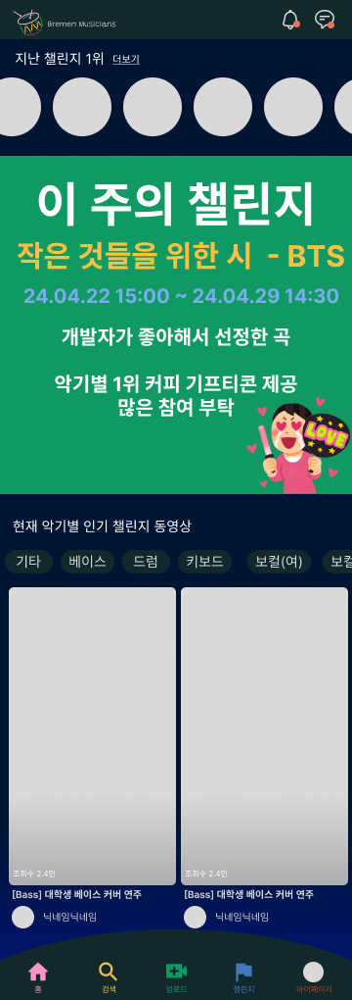 Bremen Musicians
지난 챌린지 1위 더보기
이 주의 챌린지
작은 것들을 위한 시 - BTS
24.04.22 15:00 ~ 24.04.29 14:30
개발자가 좋아해서 선정한 곡
악기별 1위 커피 기프티콘 제공
많은 참여 부탁
LOVE
현재 악기별 인기 챌린지 동영상
기타 베이스 드럼 키보드 보컬(여) 보컬
조회수 2.4만 조회수 2.4만
[Bass] 대학생 베이스 커버 연주 [Bass] 대학생 베이스 커버 연주
닉네임닉네임 닉네임닉네임
홈 검색 업로드 챌린지 마이페이지